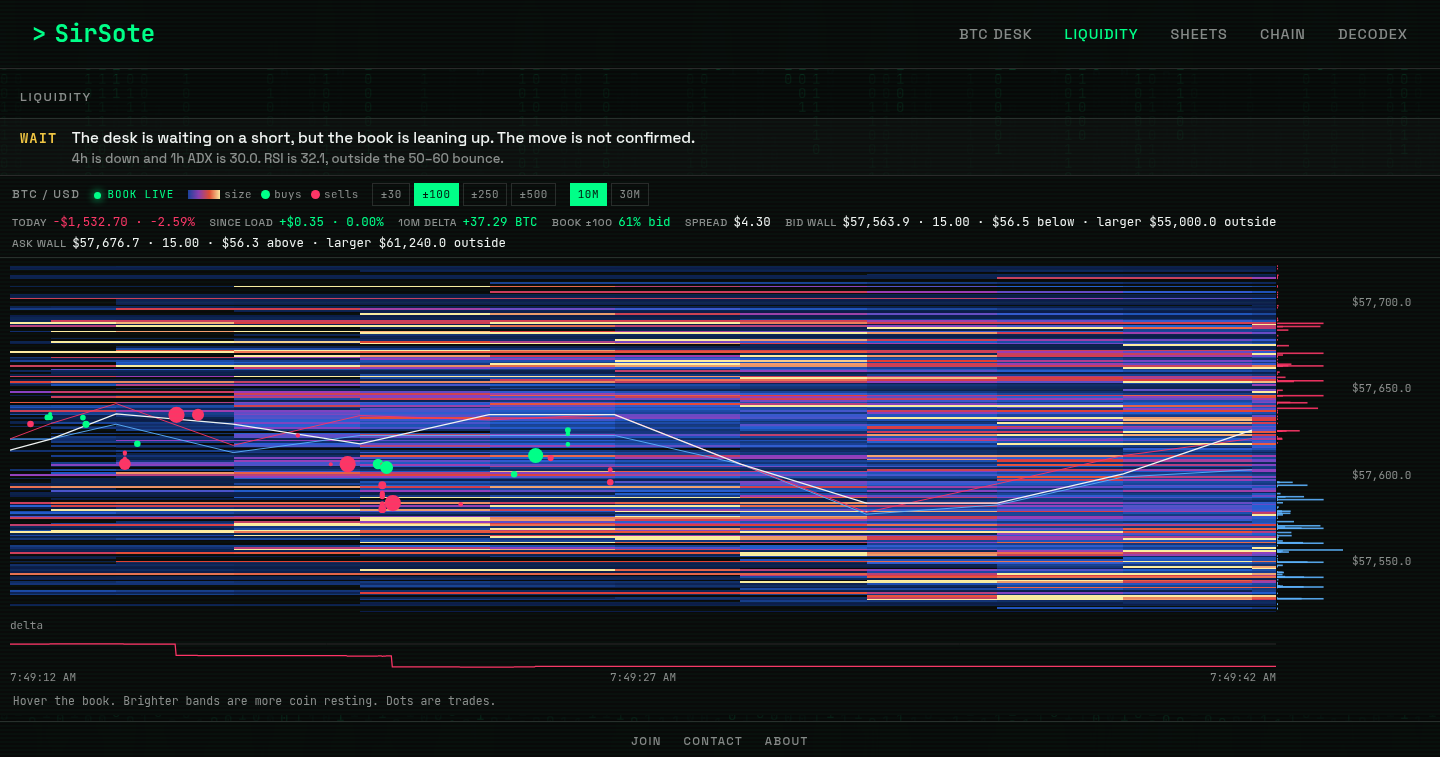 > SirSote
BTC DESK LIQUIDITY SHEETS CHAIN DECODEX
LIQUIDITY
WAIT The desk is waiting on a short, but the book is leaning up. The move is not confirmed.
4h is down and 1h ADX is 30.0. RSI is 32.1, outside the 50–60 bounce.
BTC / USD BOOK LIVE size buys sells ±30 ±100 ±250 ±500 10M 30M
TODAY -$1,532.70 · -2.59% SINCE LOAD +$0.35 · 0.00% 10M DELTA +37.29 BTC BOOK ±100 61% bid SPREAD $4.30 BID WALL $57,563.9 · 15.00 · $56.5 below · larger $55,000.0 outside
ASK WALL $57,676.7 · 15.00 · $56.3 above · larger $61,240.0 outside
$57,700.0
$57,650.0
$57,600.0
$57,550.0
delta
7:49:12 AM 7:49:27 AM 7:49:42 AM
Hover the book. Brighter bands are more coin resting. Dots are trades.
JOIN CONTACT ABOUT